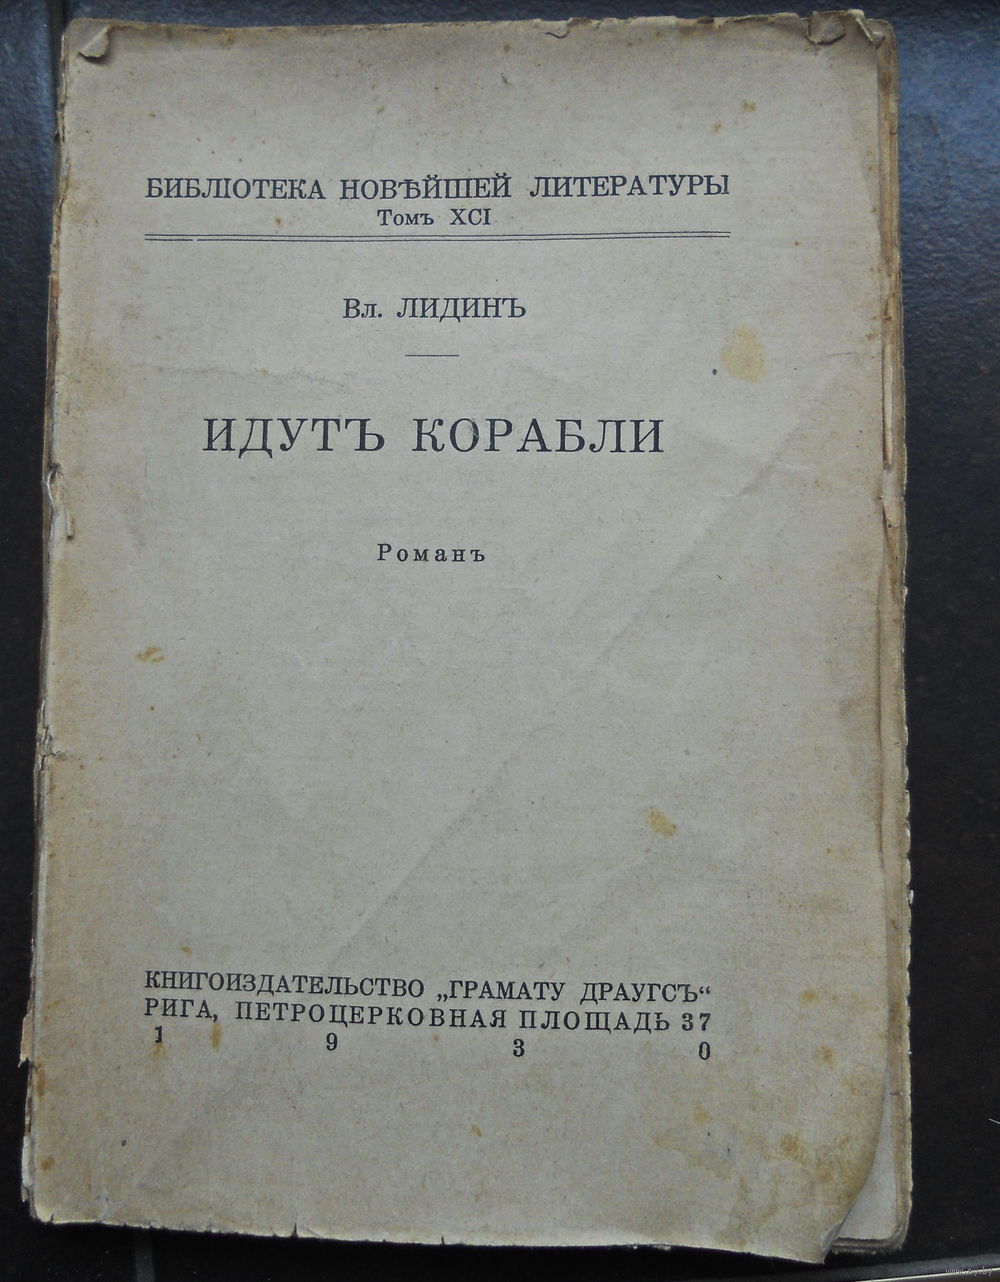 БИБЛІОТЕКА НОВѢЙШЕЙ ЛИТЕРАТУРЫ
Томъ XCI
Вл. ЛИДИНЪ
ИДУТЪ КОРАБЛИ
Романъ
КНИГОИЗДАТЕЛЬСТВО „ГРАМАТУ ДРАУГСЪ“
РИГА, ПЕТРОЦЕРКОВНАЯ ПЛОЩАДЬ 37
1 9 3 0